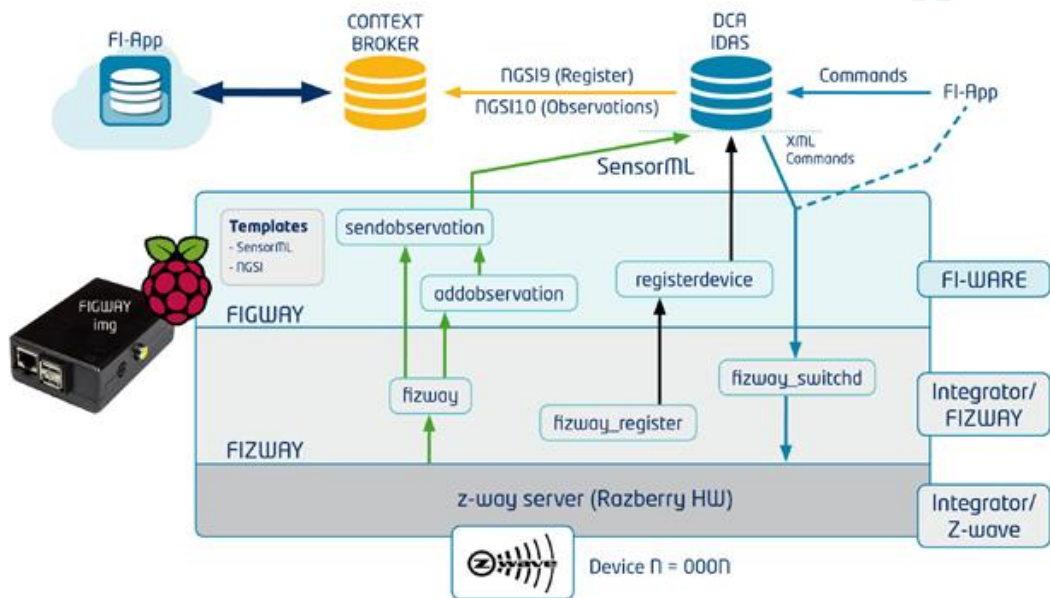 FI-App
CONTEXT
BROKER
DCA
IDAS
NGSI9 (Register)
NGSI10 (Observations)
Commands
FI-App
XML
Commands
SensorML
Templates
- SensorML
- NGSI
sendobservation
addobservation
registerdevice
FI-WARE
FIGWAY
img
FIGWAY
fizway
fizway_register
fizway_switchd
Integrator/
FIZWAY
FIZWAY
z-way server (Razberry HW)
Integrator/
Z-wave
Z wave
Device N = 000N